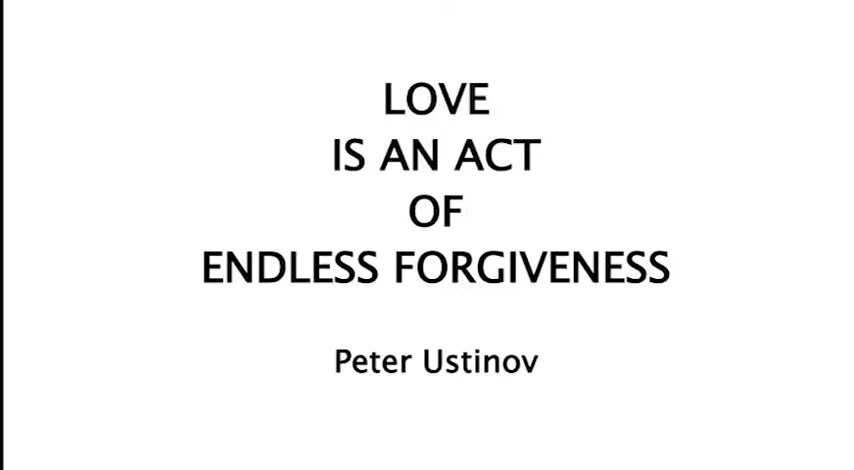 LOVE
IS AN ACT
OF
ENDLESS FORGIVENESS
Peter Ustinov